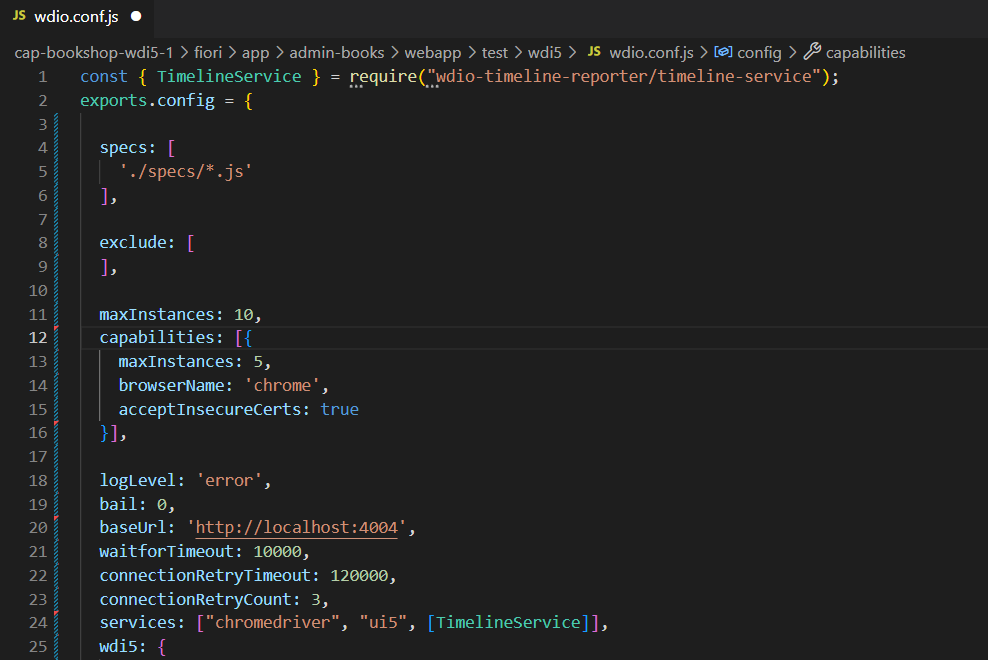 JS wdio.conf.js ●
cap-bookshop-wdi5-1 > fiori > app > admin-books > webapp > test > wdi5 > JS wdio.conf.js > config > capabilities
1 const { TimelineService } = require("wdio-timeline-reporter/timeline-service");
2 exports.config = {
3
4 specs: [
5 './specs/*.js'
6 ],
7
8 exclude: [
9 ],
10
11 maxInstances: 10,
12 capabilities: [{
13 maxInstances: 5,
14 browserName: 'chrome',
15 acceptInsecureCerts: true
16 }],
17
18 logLevel: 'error',
19 bail: 0,
20 baseUrl: 'http://localhost:4004',
21 waitforTimeout: 10000,
22 connectionRetryTimeout: 120000,
23 connectionRetryCount: 3,
24 services: ["chromedriver", "ui5", [TimelineService]],
25 wdi5: {